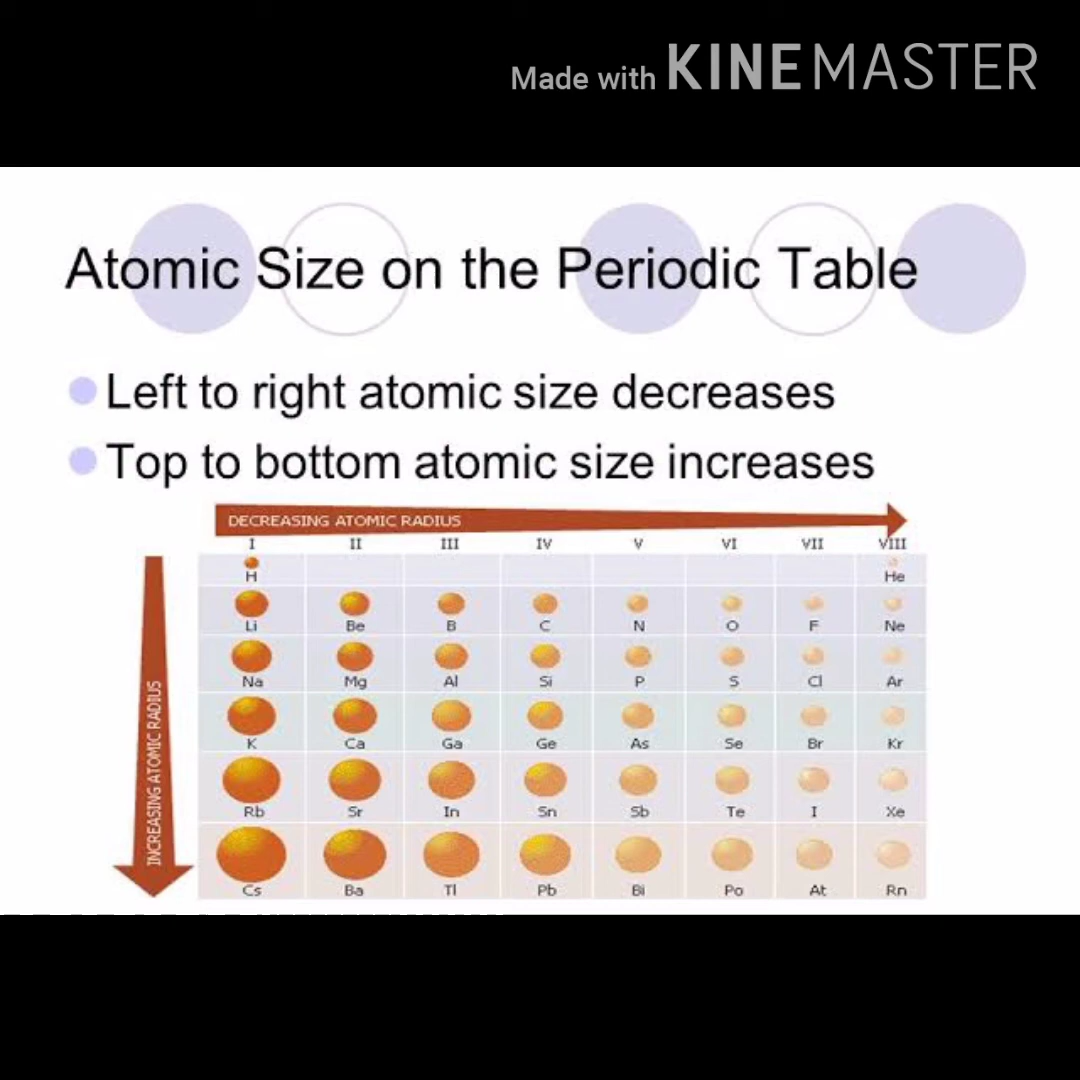 Made with KINEMASTER
Atomic Size on the Periodic Table
Left to right atomic size decreases
Top to bottom atomic size increases
DECREASING ATOMIC RADIUS
I II III IV V VI VII VIII
INCREASING ATOMIC RADIUS
H He
Li Be B C N O F Ne
Na Mg Al Si P S Cl Ar
K Ca Ga Ge As Se Br Kr
Rb Sr In Sn Sb Te I Xe
Cs Ba Tl Pb Bi Po At Rn